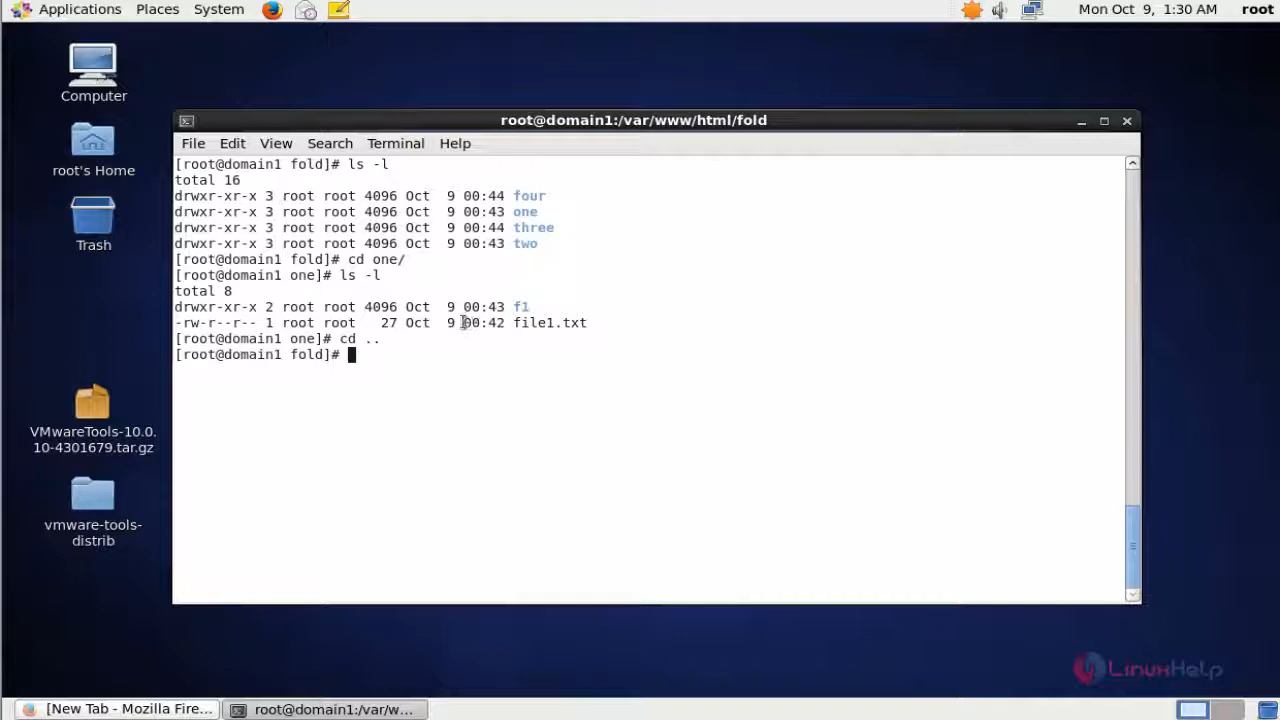 Applications Places System Mon Oct 9, 1:30 AM root
Computer
root's Home
Trash
VMwareTools-10.0.
10-4301679.tar.gz
vmware-tools-
distrib
root@domain1:/var/www/html/fold
File Edit View Search Terminal Help
[root@domain1 fold]# ls -l
total 16
drwxr-xr-x 3 root root 4096 Oct  9 00:44 four
drwxr-xr-x 3 root root 4096 Oct  9 00:43 one
drwxr-xr-x 3 root root 4096 Oct  9 00:44 three
drwxr-xr-x 3 root root 4096 Oct  9 00:43 two
[root@domain1 fold]# cd one/
[root@domain1 one]# ls -l
total 8
drwxr-xr-x 2 root root 4096 Oct  9 00:43 f1
-rw-r--r-- 1 root root   27 Oct  9 00:42 file1.txt
[root@domain1 one]# cd ..
[root@domain1 fold]#
LinuxHelp
[New Tab - Mozilla Fire... root@domain1:/var/w...